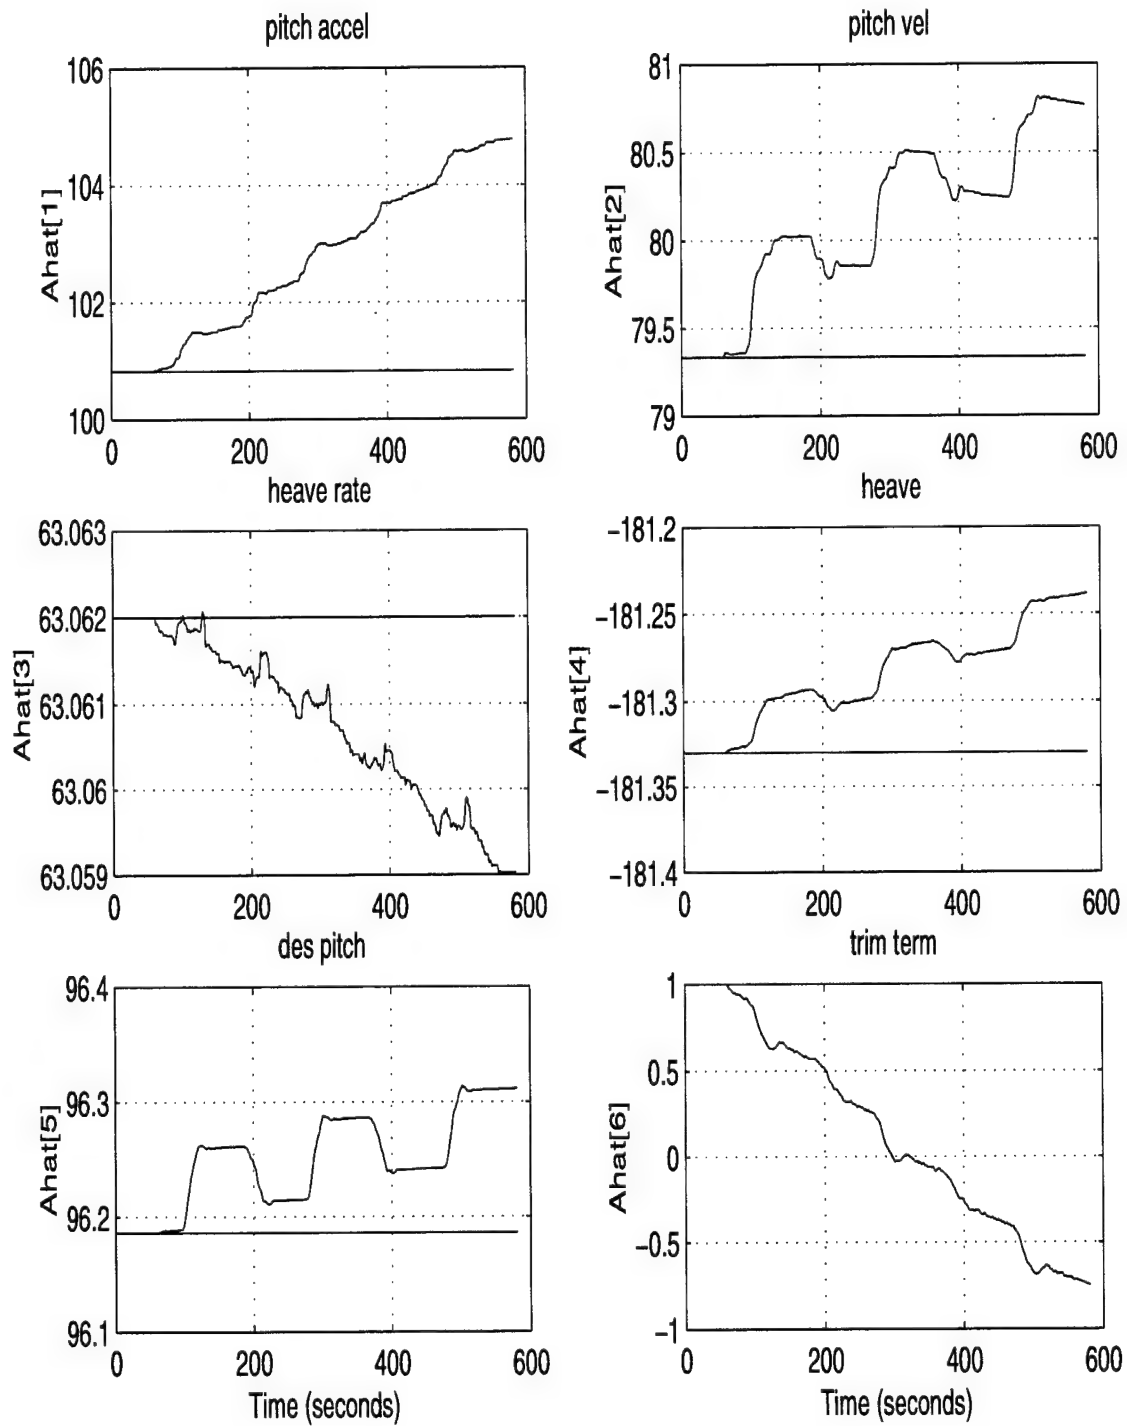 pitch accel
106
104
102
100
Ahat[1]
0 200 400 600
pitch vel
81
80.5
80
79.5
79
Ahat[2]
0 200 400 600
heave rate
63.063
63.062
63.061
63.06
63.059
Ahat[3]
0 200 400 600
heave
−181.2
−181.25
−181.3
−181.35
−181.4
Ahat[4]
0 200 400 600
des pitch
96.4
96.3
96.2
96.1
Ahat[5]
0 200 400 600
Time (seconds)
trim term
1
0.5
0
−0.5
−1
Ahat[6]
0 200 400 600
Time (seconds)